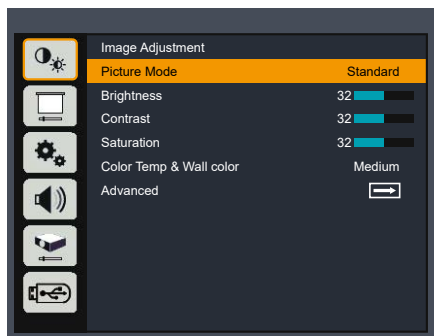 Image Adjustment
Picture Mode Standard
Brightness 32
Contrast 32
Saturation 32
Color Temp & Wall color Medium
Advanced